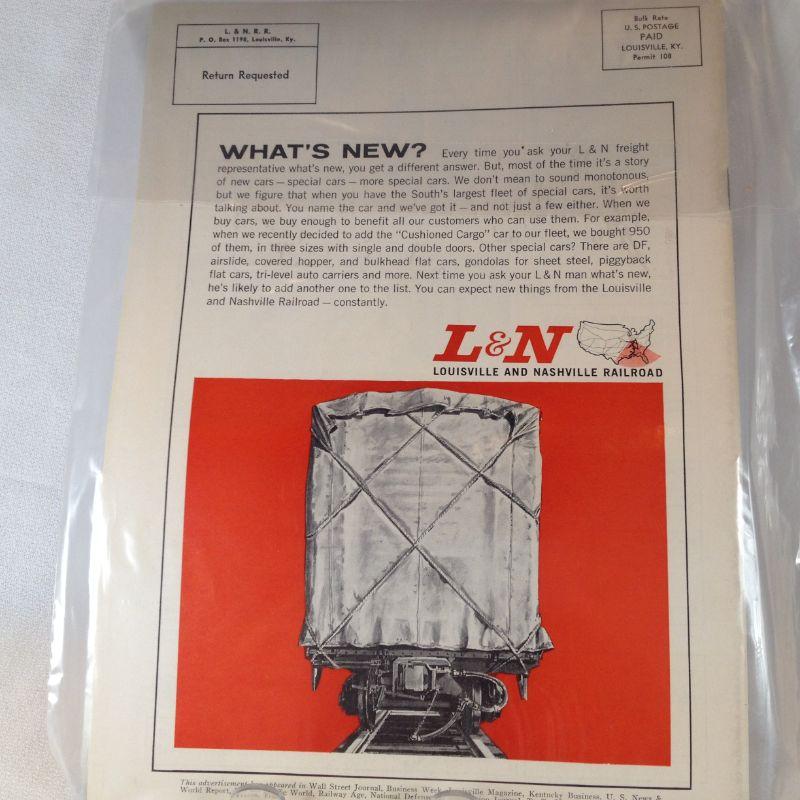 L. & N. R. R.
P. O. Box 1198, Louisville, Ky.
Return Requested
Bulk Rate
U. S. POSTAGE
PAID
LOUISVILLE, KY.
Permit 108
WHAT'S NEW? Every time you ask your L & N freight
representative what's new, you get a different answer. But, most of the time it's a story
of new cars — special cars — more special cars. We don't mean to sound monotonous,
but we figure that when you have the South's largest fleet of special cars, it's worth
talking about. You name the car and we've got it — and not just a few either. When we
buy cars, we buy enough to benefit all our customers who can use them. For example,
when we recently decided to add the "Cushioned Cargo" car to our fleet, we bought 950
of them, in three sizes with single and double doors. Other special cars? There are DF,
airslide, covered hopper, and bulkhead flat cars, gondolas for sheet steel, piggyback
flat cars, tri-level auto carriers and more. Next time you ask your L & N man what's new,
he's likely to add another one to the list. You can expect new things from the Louisville
and Nashville Railroad — constantly.
L&N
LOUISVILLE AND NASHVILLE RAILROAD
This advertisement has appeared in Wall Street Journal, Business Week, Louisville Magazine, Kentucky Business, U. S. News &
World Report, World, Railway Age, National Defense